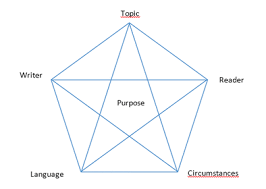 Topic
Writer
Reader
Purpose
Language
Circumstances